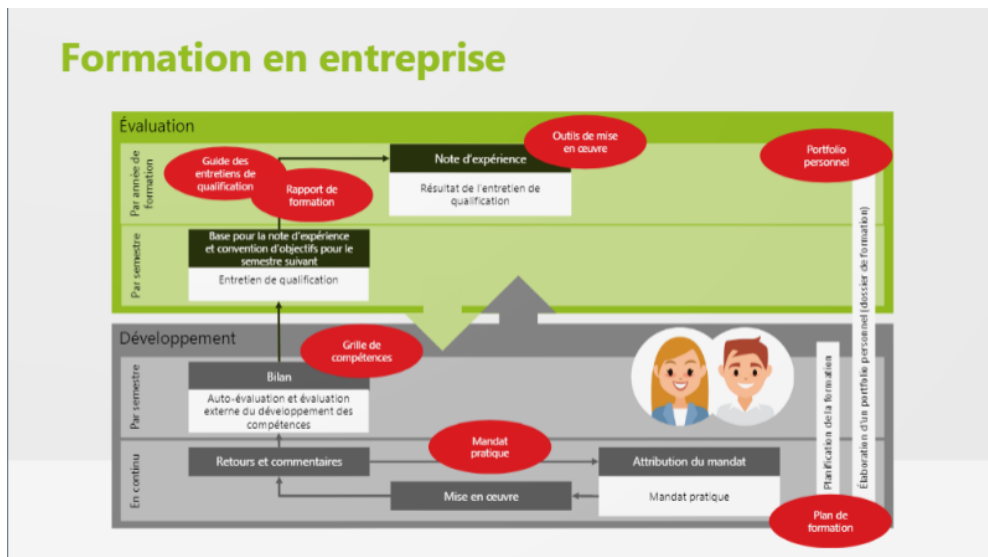 Formation en entreprise
Évaluation
Par année de
formation
Guide des
entretiens de
qualification
Rapport de
formation
Note d'expérience
Résultat de l'entretien de
qualification
Outils de mise
en œuvre
Portfolio
personnel
Par semestre
Base pour la note d'expérience
et convention d'objectifs pour le
semestre suivant
Entretien de qualification
Développement
Grille de
compétences
Par semestre
Bilan
Auto-évaluation et évaluation
externe du développement des
compétences
En continu
Retours et commentaires
Mandat
pratique
Attribution du mandat
Mandat pratique
Mise en œuvre
Planification de la formation
Élaboration d'un portfolio personnel (dossier de formation)
Plan de
formation